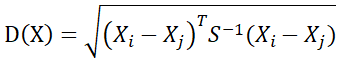 D(X) = √((X_i − X_j)^T S^{-1}(X_i − X_j))